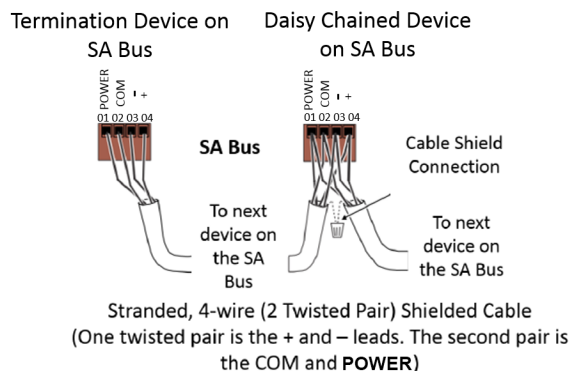 Termination Device on
SA Bus
Daisy Chained Device
on SA Bus
POWER
COM
-
+
01 02 03 04
POWER
COM
-
+
01 02 03 04
SA Bus
Cable Shield
Connection
To next
device on
the SA
Bus
To next
device on
the SA Bus
Stranded, 4-wire (2 Twisted Pair) Shielded Cable
(One twisted pair is the + and – leads. The second pair is
the COM and POWER)